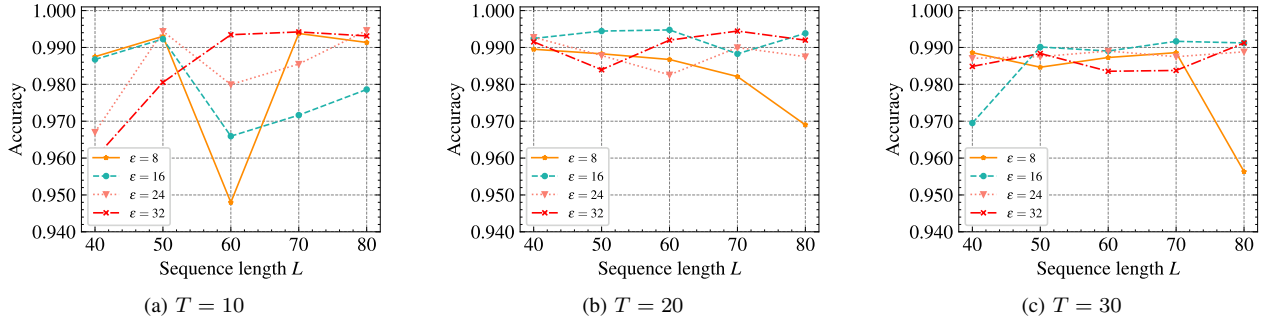 1.000
0.990
0.980
0.970
0.960
0.950
0.940
Accuracy
ε = 8
ε = 16
ε = 24
ε = 32
40 50 60 70 80
Sequence length L
(a) T = 10
1.000
0.990
0.980
0.970
0.960
0.950
0.940
Accuracy
ε = 8
ε = 16
ε = 24
ε = 32
40 50 60 70 80
Sequence length L
(b) T = 20
1.000
0.990
0.980
0.970
0.960
0.950
0.940
Accuracy
ε = 8
ε = 16
ε = 24
ε = 32
40 50 60 70 80
Sequence length L
(c) T = 30